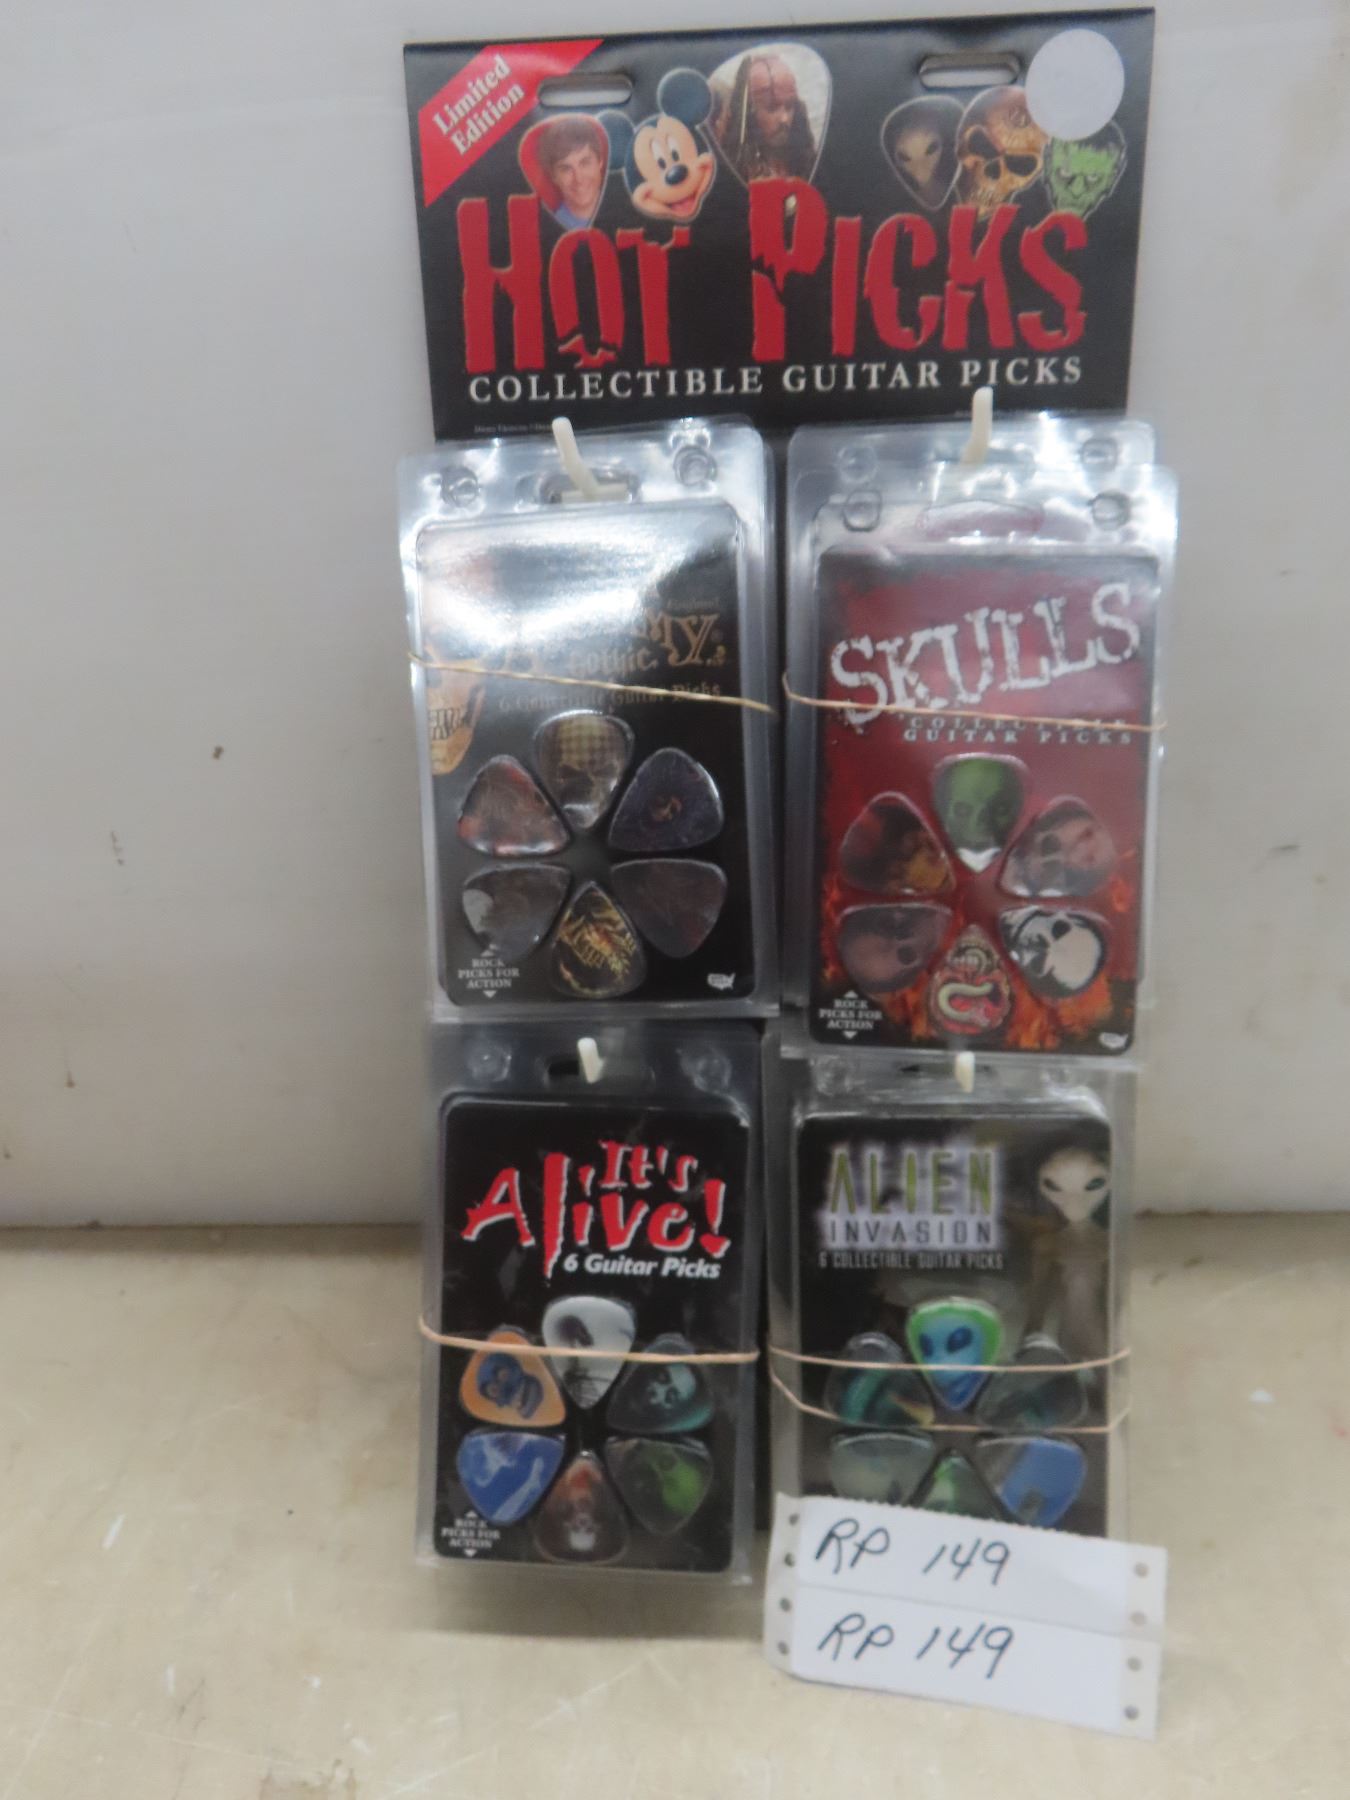 Limited
Edition
HOT PICKS
COLLECTIBLE GUITAR PICKS
Gothic.
6 Collectible Guitar Picks
ROCK
PICKS FOR
ACTION
SKULLS
COLLECTIBLE
GUITAR PICKS
ROCK
PICKS FOR
ACTION
It's
Alive!
6 Guitar Picks
ROCK
PICKS FOR
ACTION
ALIEN
INVASION
6 COLLECTIBLE GUITAR PICKS
RP 149
RP 149